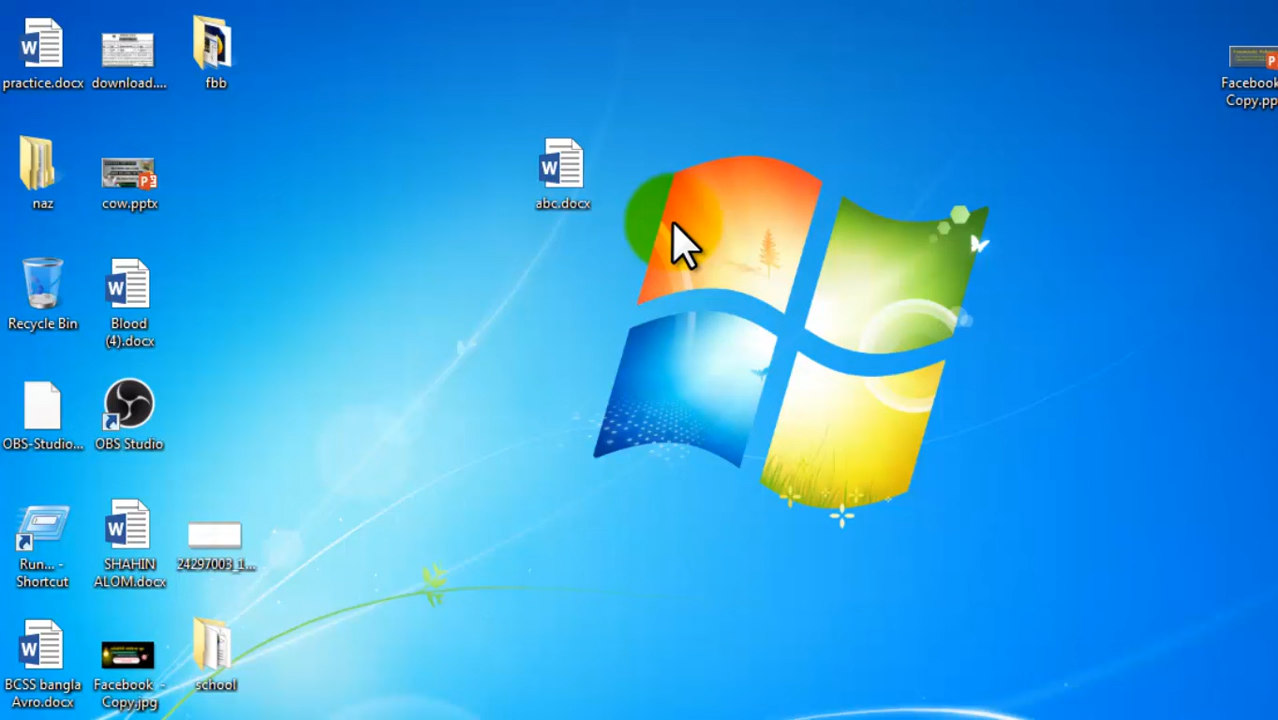 practice.docx
download....
fbb
Facebook
Copy.pp
abc.docx
naz
cow.pptx
Recycle Bin
Blood
(4).docx
OBS-Studio...
OBS Studio
Run... -
Shortcut
SHAHIN
ALOM.docx
24297003_1...
BCSS bangla
Avro.docx
Facebook -
Copy.jpg
school